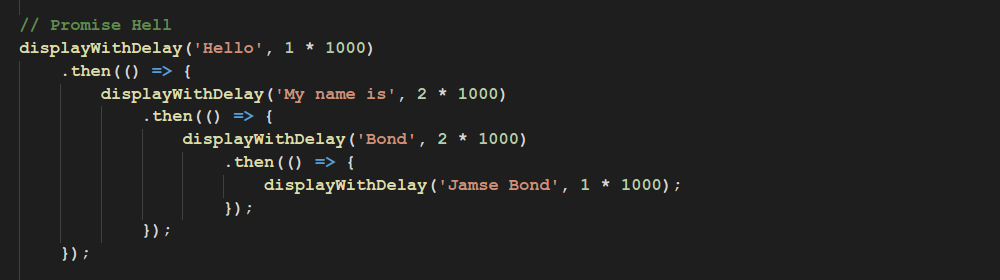 // Promise Hell
displayWithDelay('Hello', 1 * 1000)
    .then(() => {
        displayWithDelay('My name is', 2 * 1000)
            .then(() => {
                displayWithDelay('Bond', 2 * 1000)
                    .then(() => {
                        displayWithDelay('Jamse Bond', 1 * 1000);
                    });
            });
    });